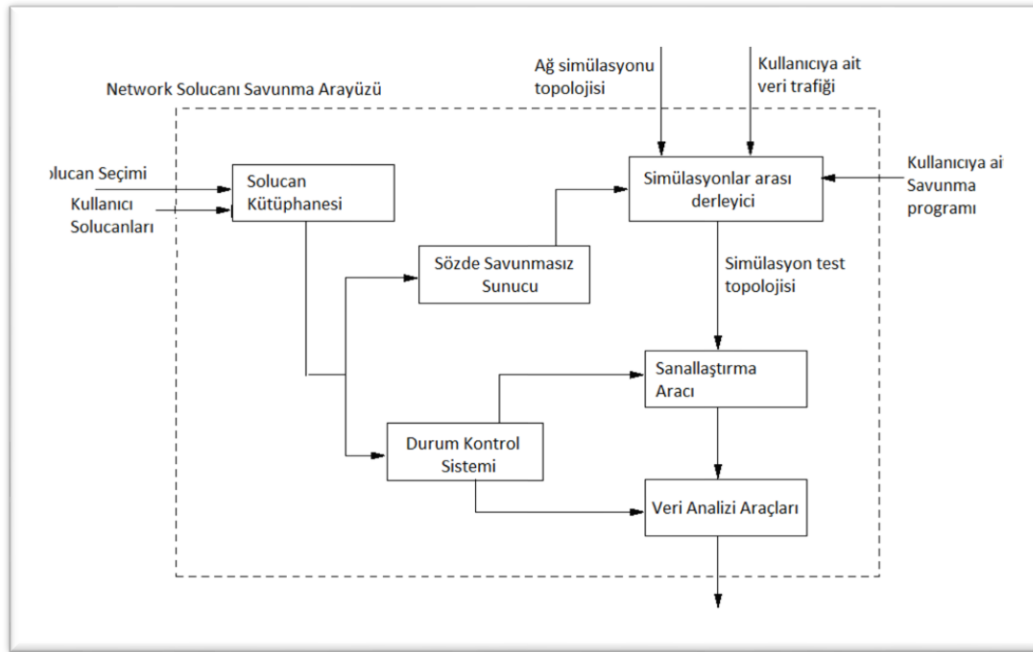 Ağ simülasyonu
topolojisi
Kullanıcıya ait
veri trafiği
Network Solucanı Savunma Arayüzü
Seçimi
Kullanıcı
Solucanları
Solucan
Kütüphanesi
Simülasyonlar arası
derleyici
Kullanıcıya ai
Savunma
programı
Sözde Savunmasız
Sunucu
Simülasyon test
topolojisi
Sanallaştırma
Aracı
Durum Kontrol
Sistemi
Veri Analizi Araçları